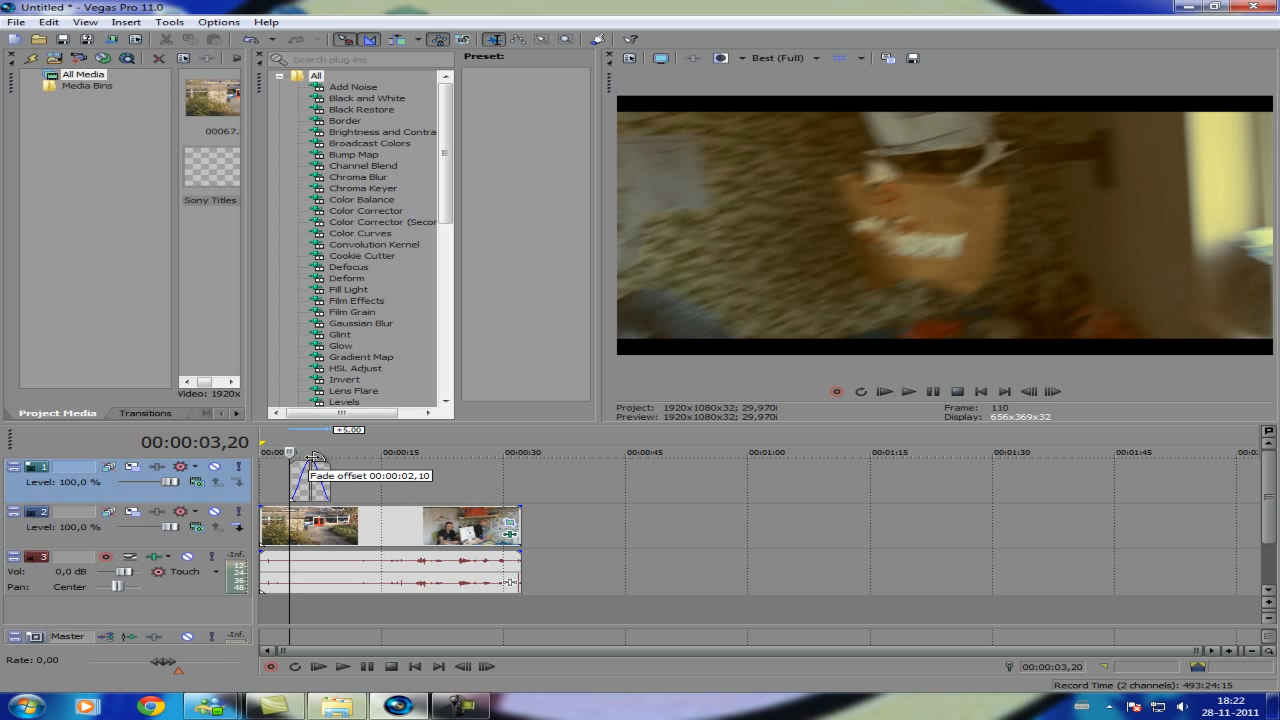 Untitled * - Vegas Pro 11.0
File Edit View Insert Tools Options Help
All Media
Media Bins
00067.
Sony Titles
Video: 1920x
Project Media Transitions M
Search plug-ins
Preset:
All
Add Noise
Black and White
Black Restore
Border
Brightness and Contra
Broadcast Colors
Bump Map
Channel Blend
Chroma Blur
Chroma Keyer
Color Balance
Color Corrector
Color Corrector (Secor
Color Curves
Convolution Kernel
Cookie Cutter
Defocus
Deform
Fill Light
Film Effects
Film Grain
Gaussian Blur
Glint
Glow
Gradient Map
HSL Adjust
Invert
Lens Flare
Levels
Best (Full)
Project: 1920x1080x32; 29,970i
Frame: 110
Preview: 1920x1080x32; 29,970i
Display: 656x369x32
+5.00
00:00:03,20
00:00 00:00:15 00:00:30 00:00:45 00:01:00 00:01:15 00:01:30 00:01:45 00:0
1
Level: 100,0 %
Fade offset 00:00:02,10
2
Level: 100,0 %
3
-Inf.
Vol: 0,0 dB Touch
Pan: Center
12
24
36
48
Master -Inf.
Rate: 0,00
00:00:03,20
Record Time (2 channels): 493:24:15
18:22
28-11-2011